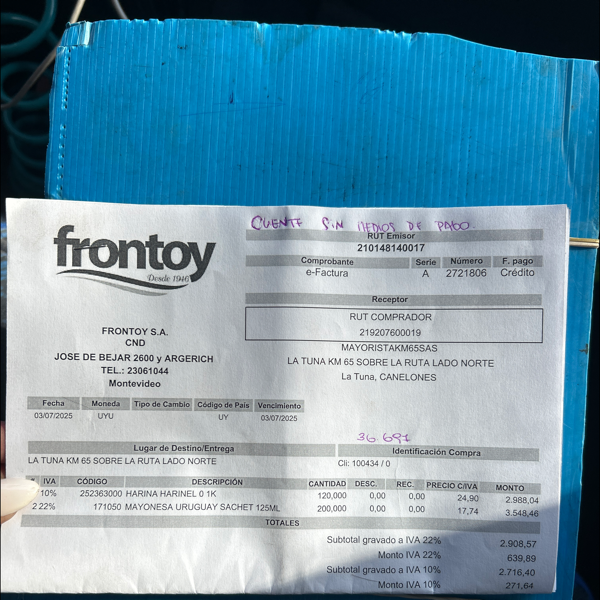 CLIENTE SIN MEDIOS DE PAGO
frontoy
Desde 1946
RUT Emisor
210148140017
Comprobante Serie Número F. pago
e-Factura A 2721806 Crédito
Receptor
RUT COMPRADOR
219207600019
MAYORISTAKM65SAS
LA TUNA KM 65 SOBRE LA RUTA LADO NORTE
La Tuna, CANELONES
FRONTOY S.A.
CND
JOSE DE BEJAR 2600 y ARGERICH
TEL.: 23061044
Montevideo
Fecha Moneda Tipo de Cambio Código de Pais Vencimiento
03/07/2025 UYU UY 03/07/2025
36.697
Lugar de Destino/Entrega Identificación Compra
LA TUNA KM 65 SOBRE LA RUTA LADO NORTE Cli: 100434 / 0
IVA CÓDIGO DESCRIPCIÓN CANTIDAD DESC. REC. PRECIO C/IVA MONTO
10% 252363000 HARINA HARINEL 0 1K 120,000 0,00 0,00 24,90 2.988,04
2 22% 171050 MAYONESA URUGUAY SACHET 125ML 200,000 0,00 0,00 17,74 3.548,46
TOTALES
Subtotal gravado a IVA 22% 2.908,57
Monto IVA 22% 639,89
Subtotal gravado a IVA 10% 2.716,40
Monto IVA 10% 271,64